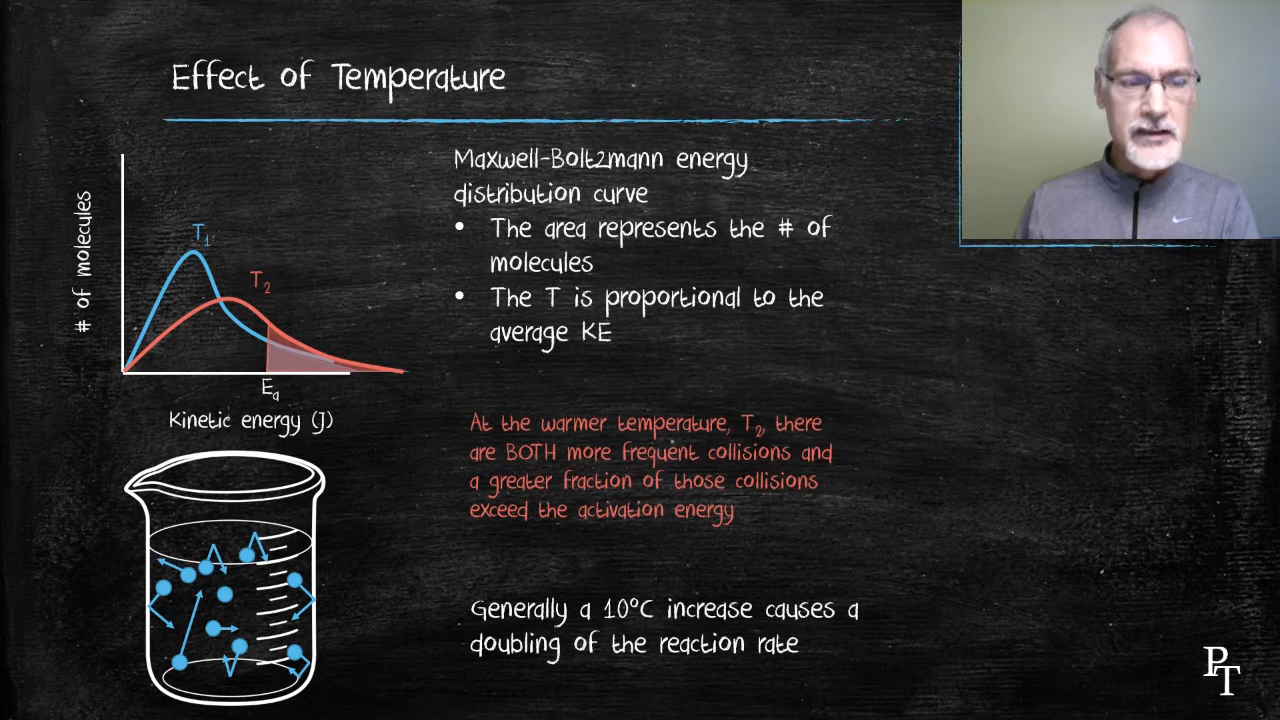 Effect of Temperature
Maxwell-Boltzmann energy
distribution curve
• The area represents the # of
molecules
• The T is proportional to the
average KE
# of molecules
T1
T2
Ea
Kinetic energy (J)
At the warmer temperature, T2, there
are BOTH more frequent collisions and
a greater fraction of those collisions
exceed the activation energy
Generally a 10°C increase causes a
doubling of the reaction rate
PT